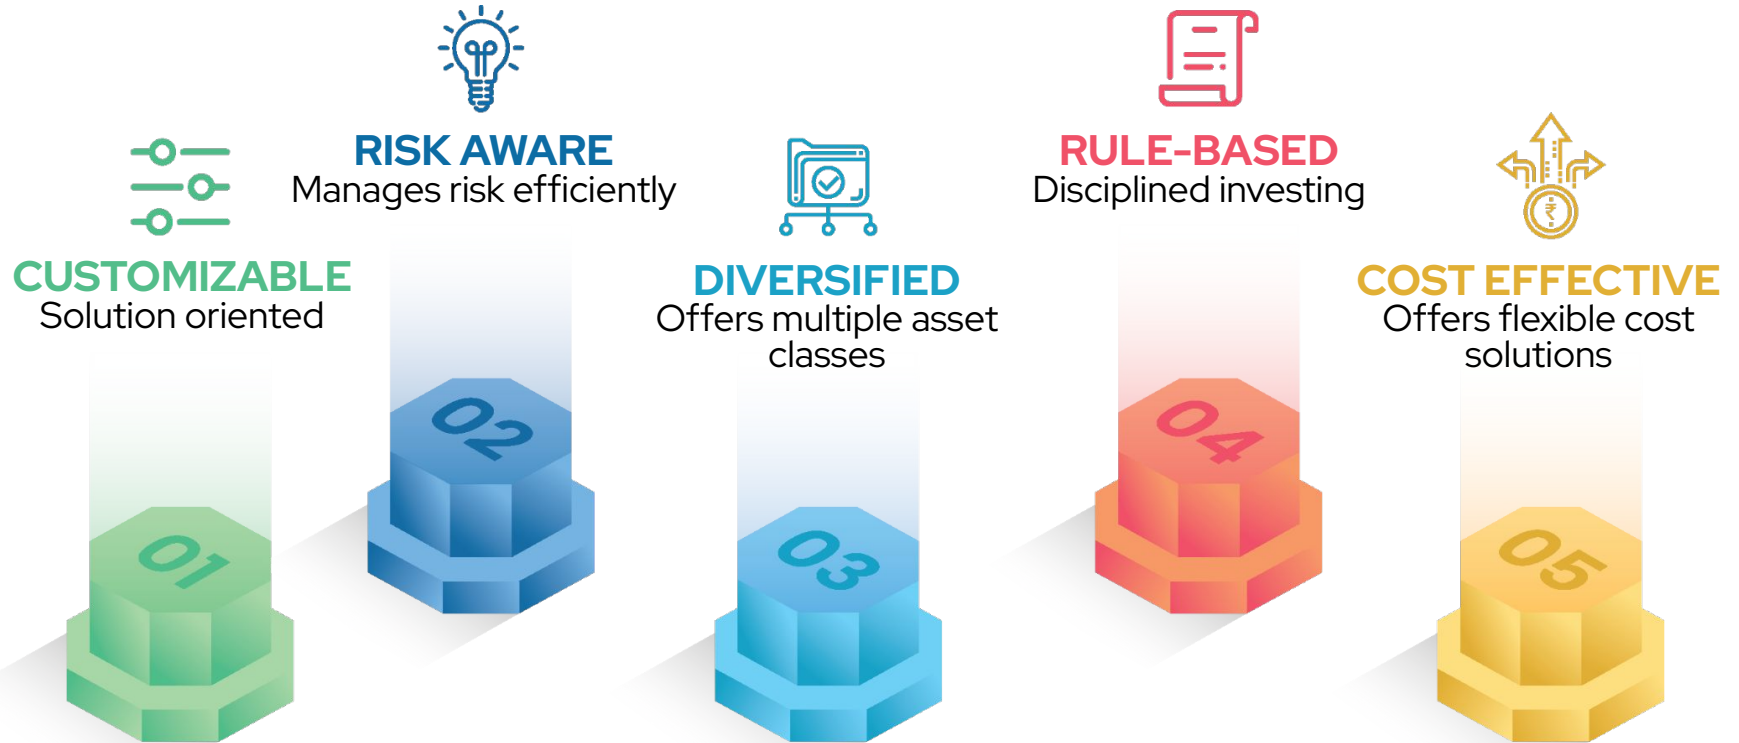 CUSTOMIZABLE
Solution oriented
01
RISK AWARE
Manages risk efficiently
02
DIVERSIFIED
Offers multiple asset
classes
03
RULE-BASED
Disciplined investing
04
₹
COST EFFECTIVE
Offers flexible cost
solutions
05